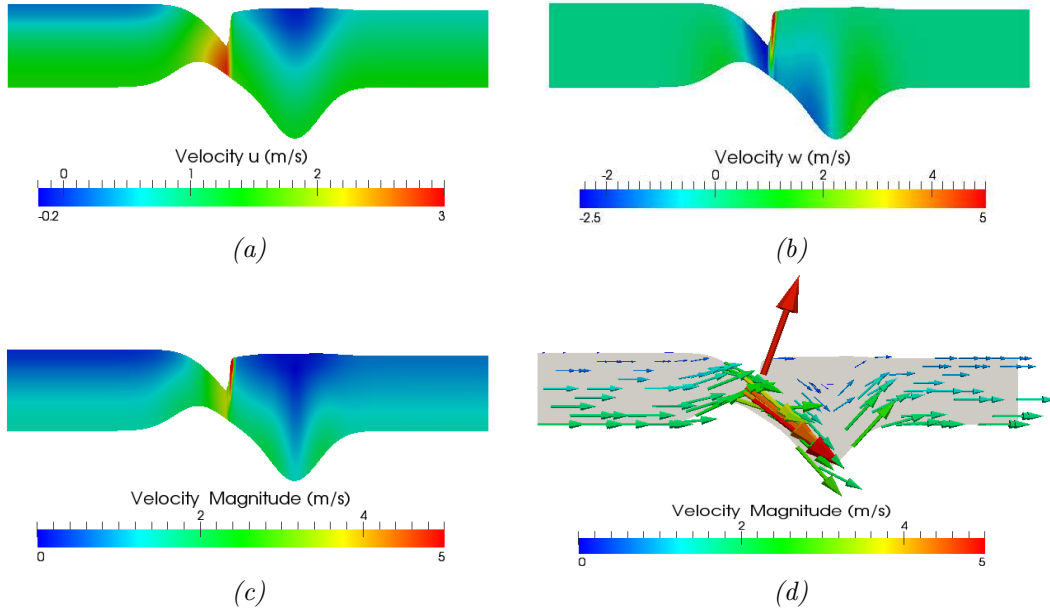 Velocity u (m/s)
0 1 2
-0.2 3
(a)
Velocity w (m/s)
-2 0 2 4
-2.5 5
(b)
Velocity Magnitude (m/s)
2 4
0 5
(c)
Velocity Magnitude (m/s)
2 4
0 5
(d)